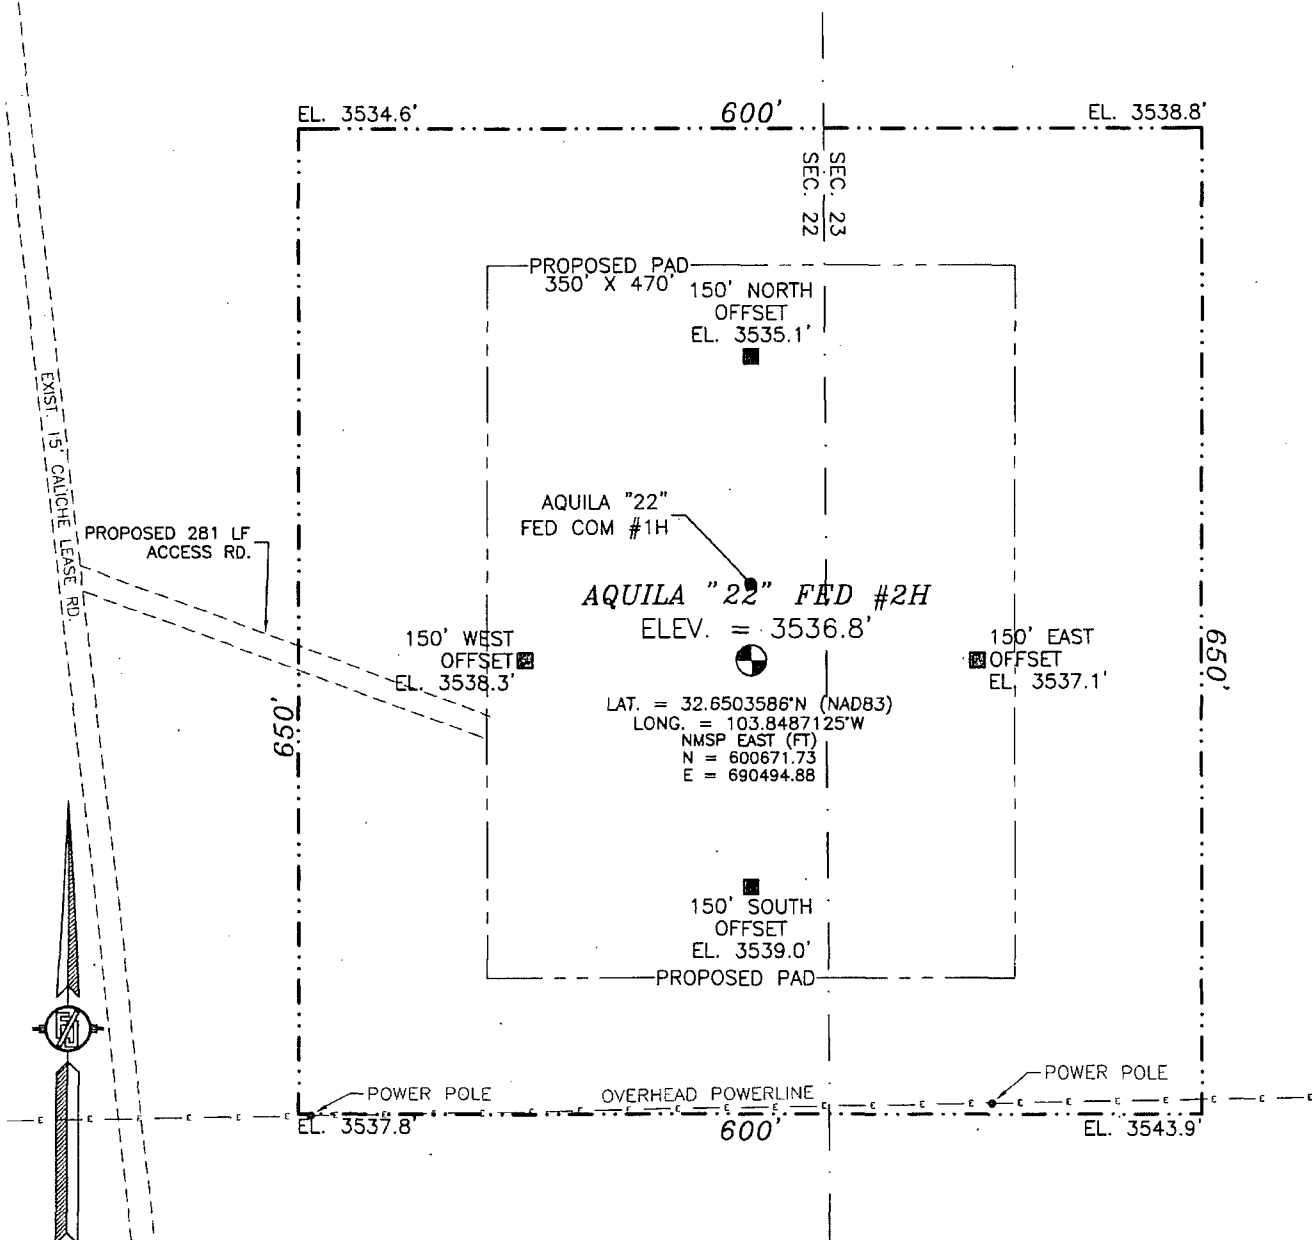 EL. 3534.6'
600'
EL. 3538.8'
SEC. 23
SEC. 22
PROPOSED PAD
350' X 470'
150' NORTH
OFFSET
EL. 3535.1'
EXIST. 15' CALICHE LEASE RD.
PROPOSED 281 LF
ACCESS RD.
AQUILA "22"
FED COM #1H
AQUILA "22" FED #2H
ELEV. = 3536.8'
150' WEST
OFFSET
EL. 3538.3'
150' EAST
OFFSET
EL. 3537.1'
650'
650'
LAT. = 32.6503586°N (NAD83)
LONG. = 103.8487125°W
NMSP EAST (FT)
N = 600671.73
E = 690494.88
150' SOUTH
OFFSET
EL. 3539.0'
PROPOSED PAD
POWER POLE
OVERHEAD POWERLINE
POWER POLE
E E E E E E E E E E E E E E E E E E
EL. 3537.8'
600'
EL. 3543.9'